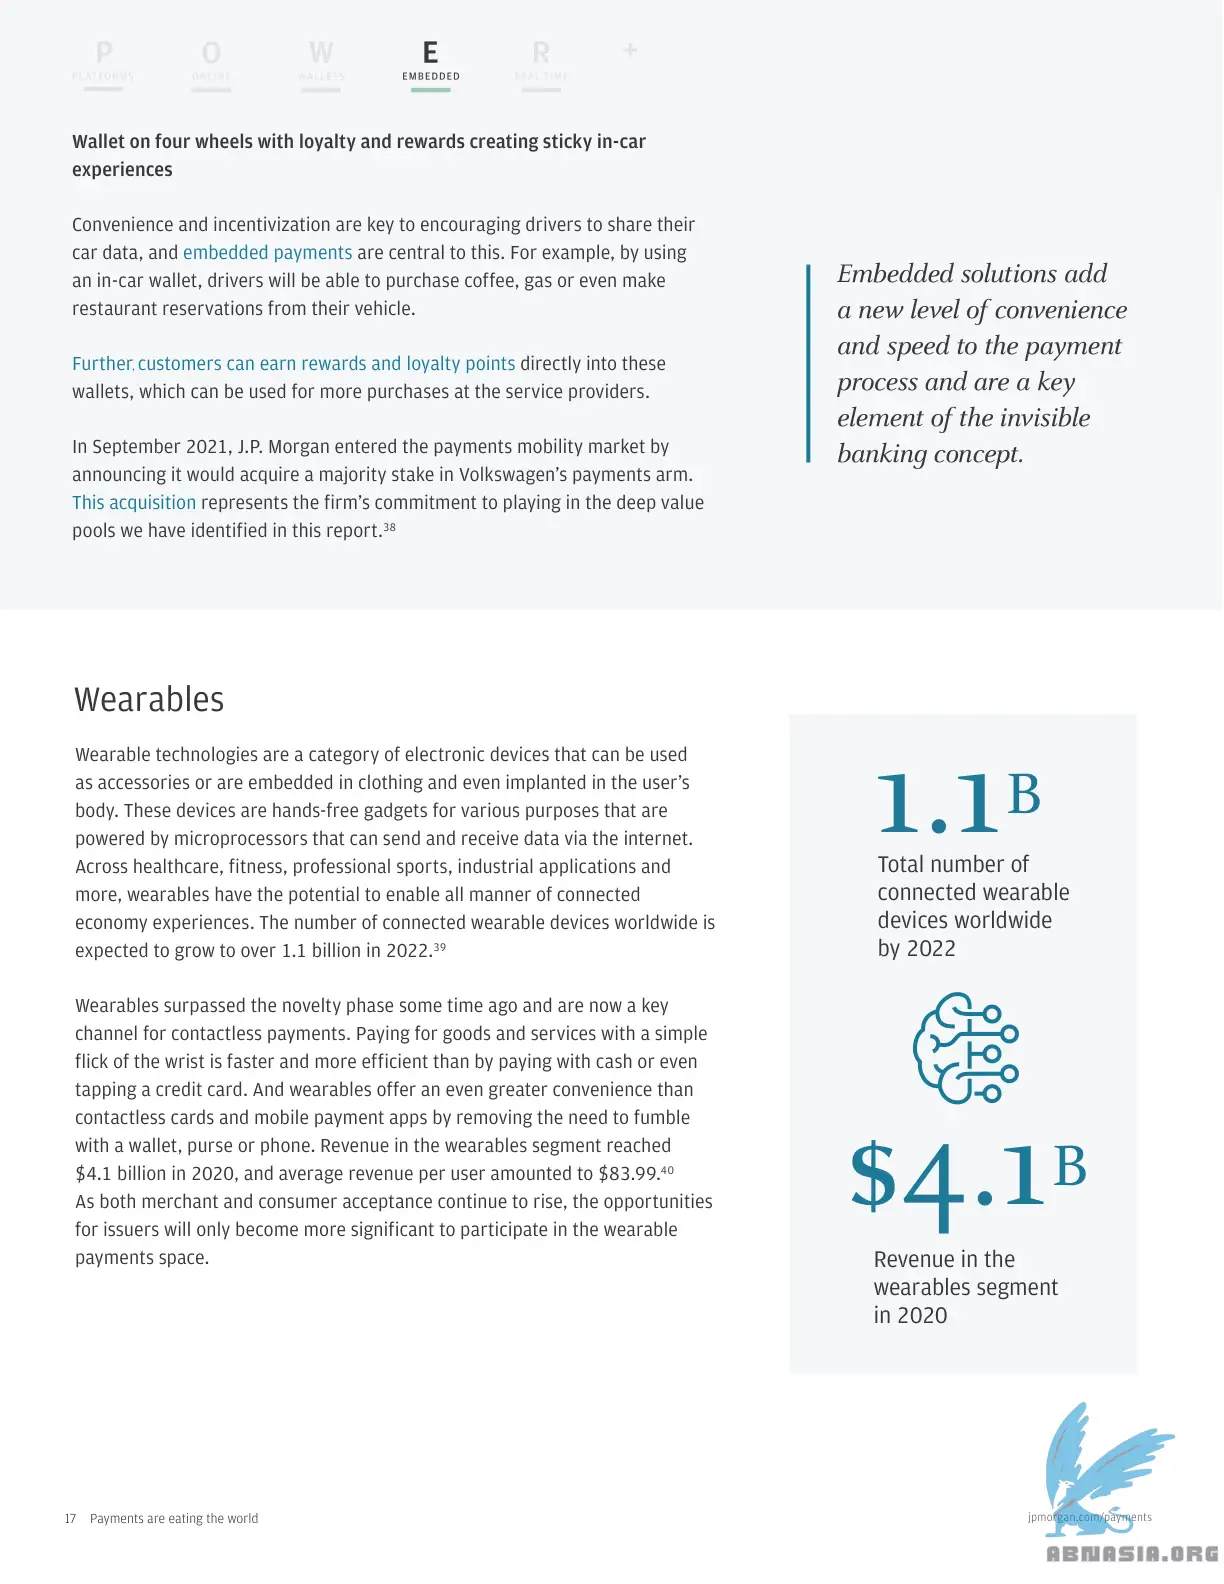 P O W E R +
PLATFORMS ONLINE WALLETS EMBEDDED REAL TIME
Wallet on four wheels with loyalty and rewards creating sticky in-car
experiences
Convenience and incentivization are key to encouraging drivers to share their
car data, and embedded payments are central to this. For example, by using
an in-car wallet, drivers will be able to purchase coffee, gas or even make
restaurant reservations from their vehicle.
Further, customers can earn rewards and loyalty points directly into these
wallets, which can be used for more purchases at the service providers.
In September 2021, J.P. Morgan entered the payments mobility market by
announcing it would acquire a majority stake in Volkswagen’s payments arm.
This acquisition represents the firm’s commitment to playing in the deep value
pools we have identified in this report.³⁸
Embedded solutions add
a new level of convenience
and speed to the payment
process and are a key
element of the invisible
banking concept.
Wearables
Wearable technologies are a category of electronic devices that can be used
as accessories or are embedded in clothing and even implanted in the user’s
body. These devices are hands-free gadgets for various purposes that are
powered by microprocessors that can send and receive data via the internet.
Across healthcare, fitness, professional sports, industrial applications and
more, wearables have the potential to enable all manner of connected
economy experiences. The number of connected wearable devices worldwide is
expected to grow to over 1.1 billion in 2022.³⁹
Wearables surpassed the novelty phase some time ago and are now a key
channel for contactless payments. Paying for goods and services with a simple
flick of the wrist is faster and more efficient than by paying with cash or even
tapping a credit card. And wearables offer an even greater convenience than
contactless cards and mobile payment apps by removing the need to fumble
with a wallet, purse or phone. Revenue in the wearables segment reached
$4.1 billion in 2020, and average revenue per user amounted to $83.99.⁴⁰
As both merchant and consumer acceptance continue to rise, the opportunities
for issuers will only become more significant to participate in the wearable
payments space.
1.1B
Total number of
connected wearable
devices worldwide
by 2022
$4.1B
Revenue in the
wearables segment
in 2020
17 Payments are eating the world
jpmorgan.com/payments
ABNASIA.ORG